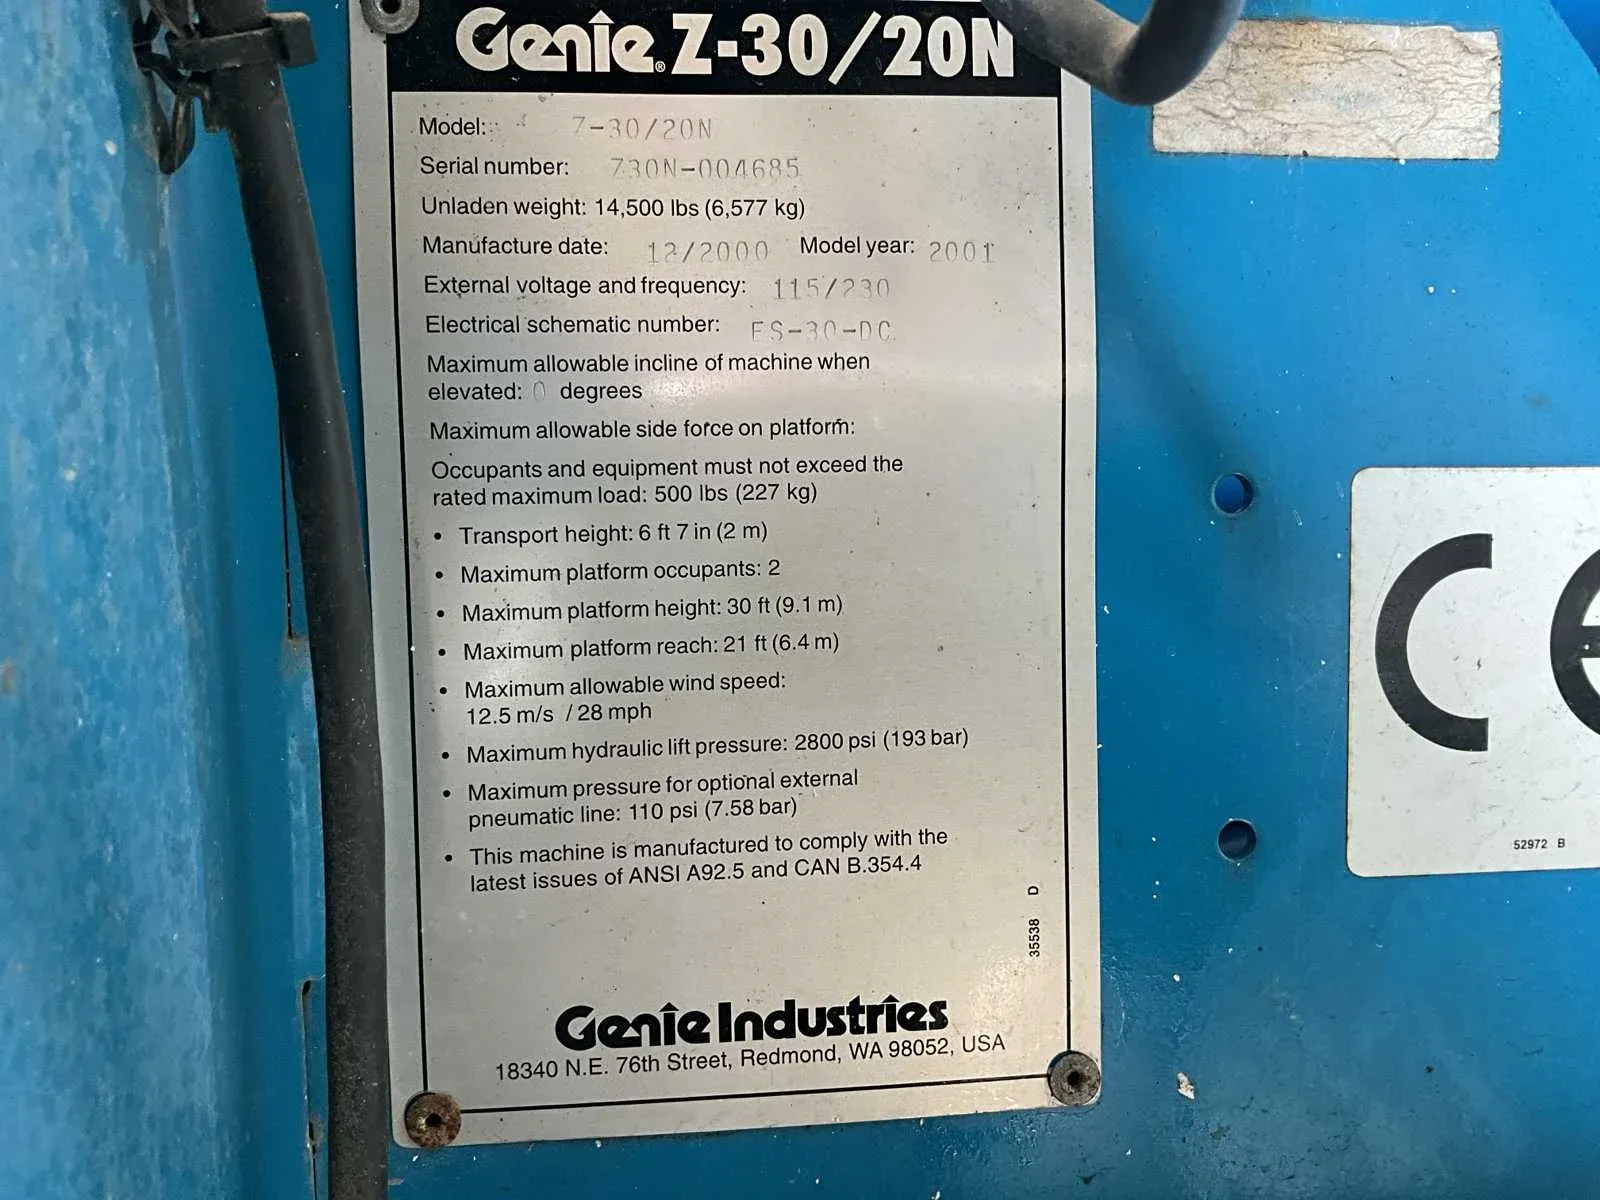 Genie® Z-30/20N
Model: Z-30/20N
Serial number: Z30N-004685
Unladen weight: 14,500 lbs (6,577 kg)
Manufacture date: 12/2000 Model year: 2001
External voltage and frequency: 115/230
Electrical schematic number: ES-30-DC
Maximum allowable incline of machine when
elevated: 0 degrees
Maximum allowable side force on platform:
Occupants and equipment must not exceed the
rated maximum load: 500 lbs (227 kg)
• Transport height: 6 ft 7 in (2 m)
• Maximum platform occupants: 2
• Maximum platform height: 30 ft (9.1 m)
• Maximum platform reach: 21 ft (6.4 m)
• Maximum allowable wind speed:
12.5 m/s / 28 mph
• Maximum hydraulic lift pressure: 2800 psi (193 bar)
• Maximum pressure for optional external
pneumatic line: 110 psi (7.58 bar)
• This machine is manufactured to comply with the
latest issues of ANSI A92.5 and CAN B.354.4
35538 D
Genie Industries
18340 N.E. 76th Street, Redmond, WA 98052, USA
CE
52972 B